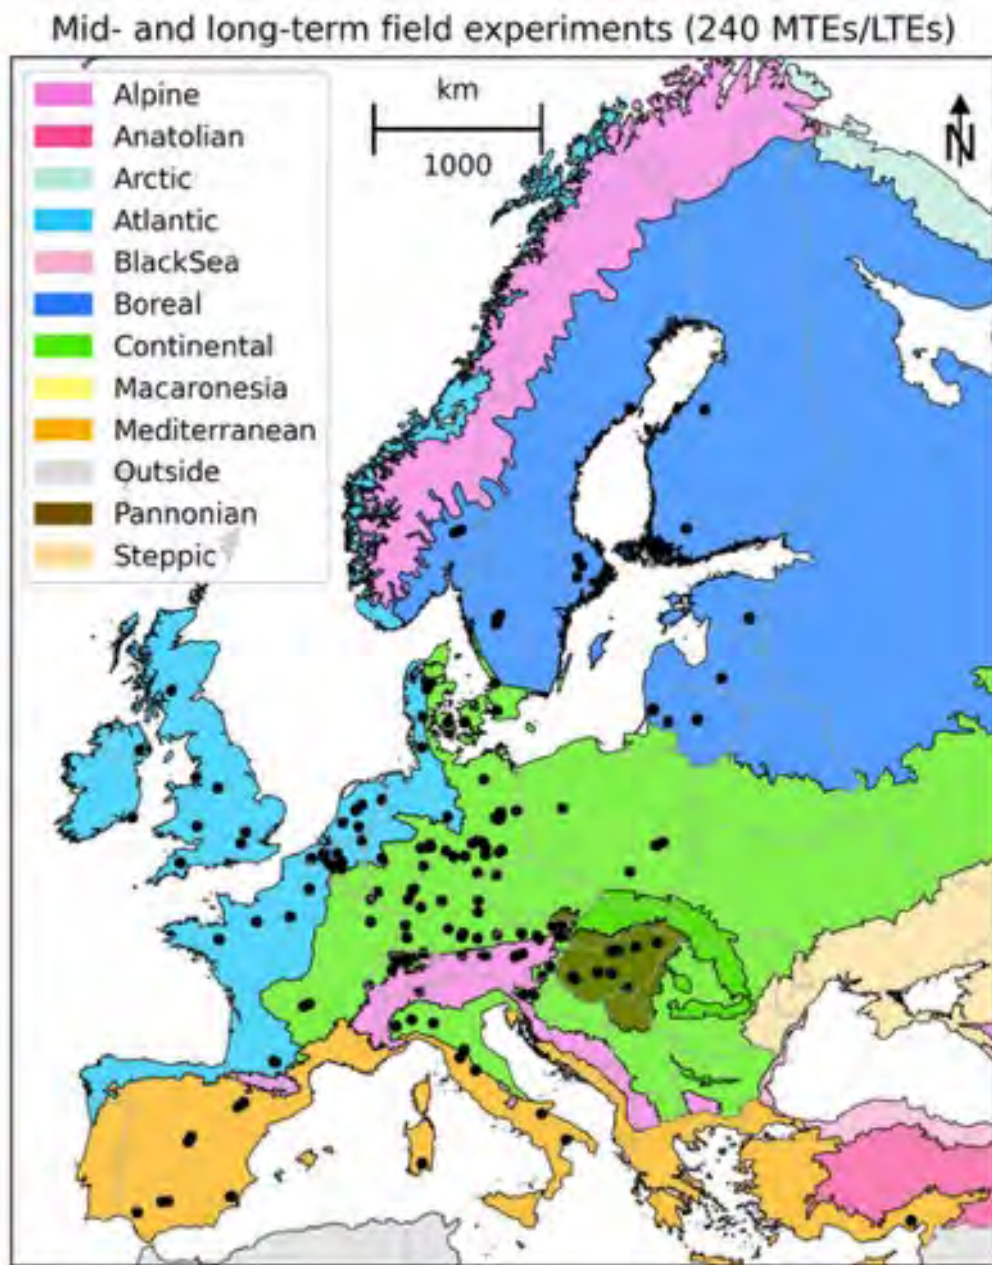 Mid- and long-term field experiments (240 MTEs/LTEs)
Alpine
Anatolian
Arctic
Atlantic
BlackSea
Boreal
Continental
Macaronesia
Mediterranean
Outside
Pannonian
Steppic
km
1000
N